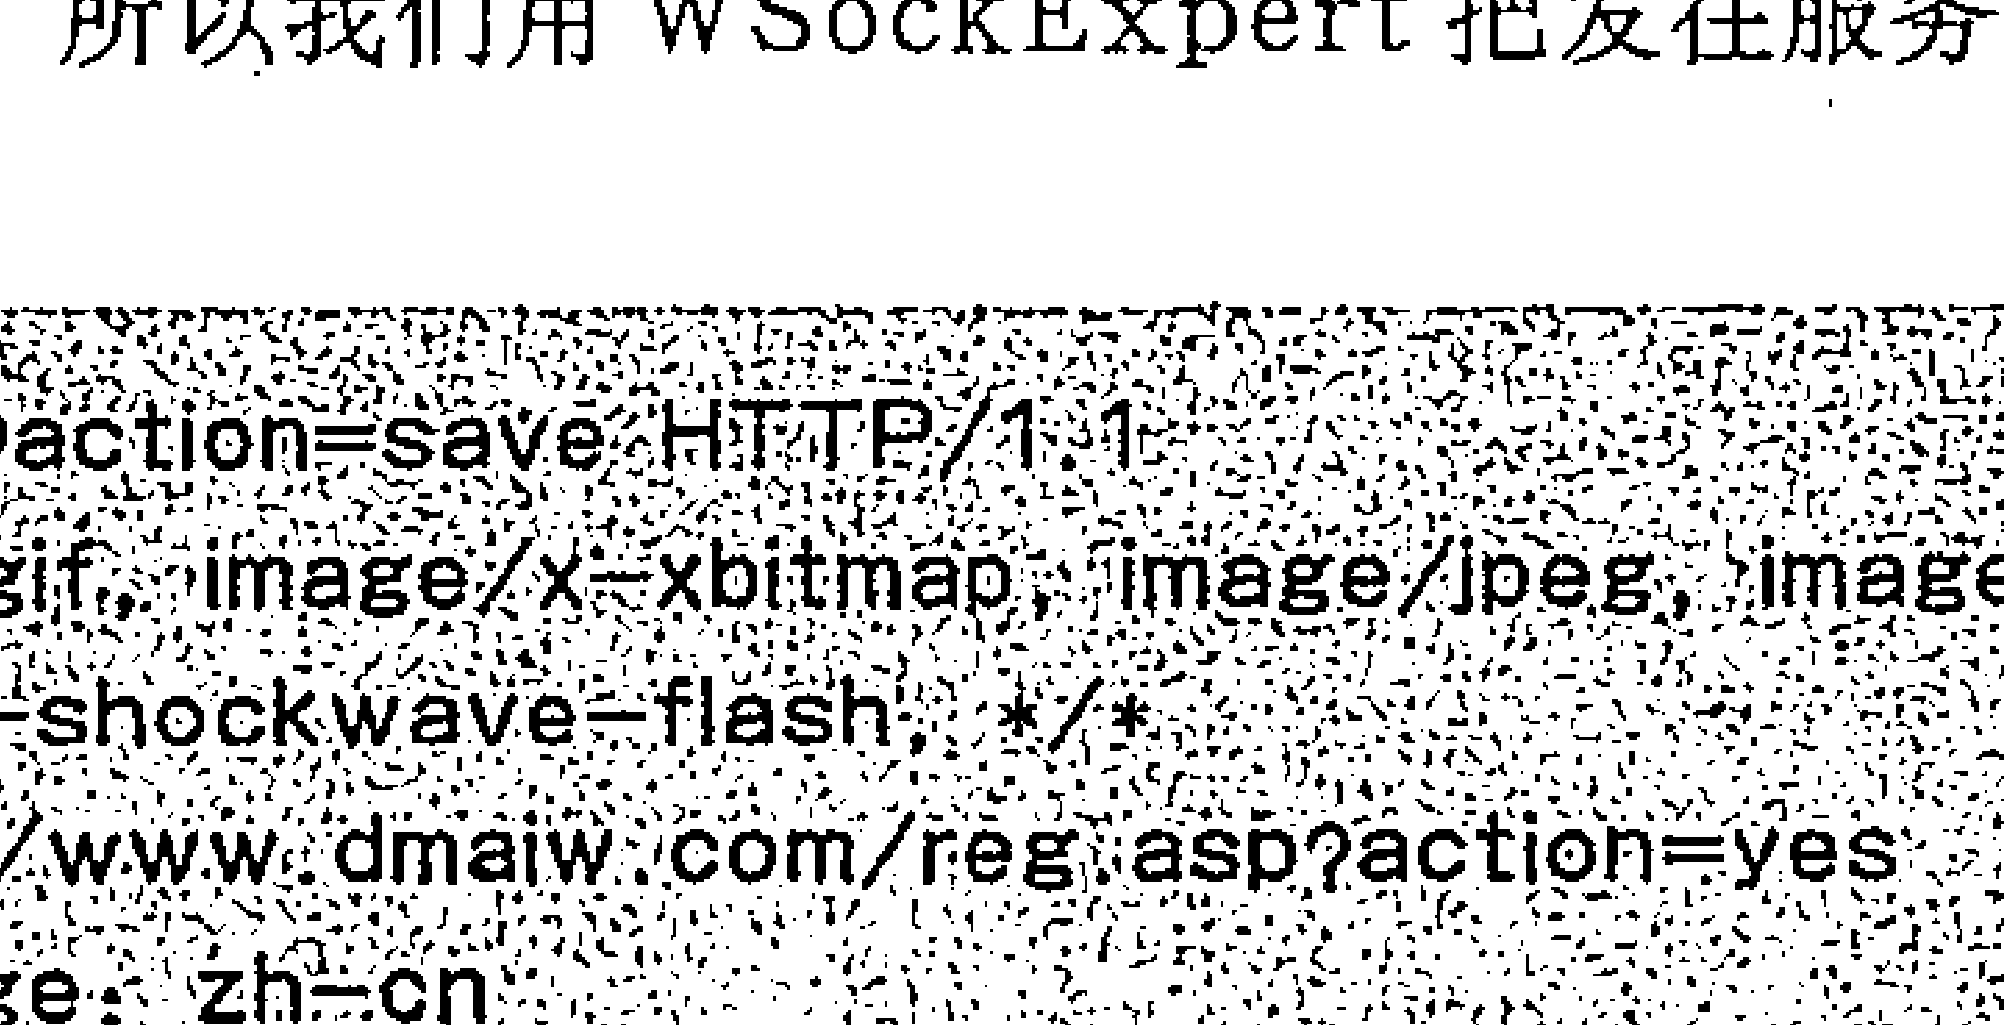 所以我们用 WSockExpert 把发往服务
?action=save HTTP/1.1
gif, image/x-xbitmap, image/jpeg, image
-shockwave-flash, */*
/www.dmaiw.com/reg.asp?action=yes
ge: zh-cn